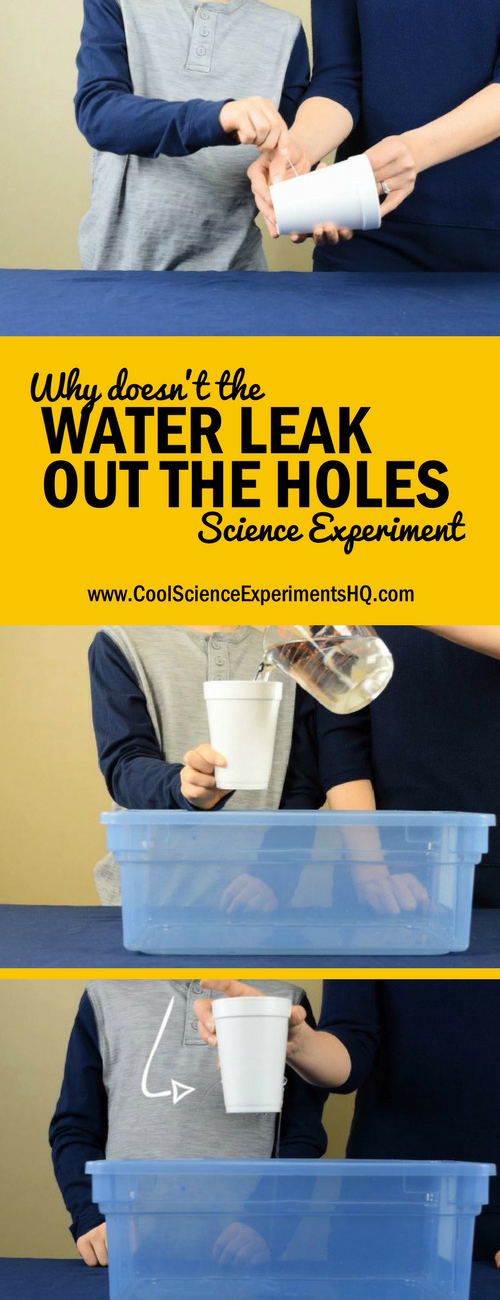 Why doesn't the
WATER LEAK
OUT THE HOLES
Science Experiment
www.CoolScienceExperimentsHQ.com